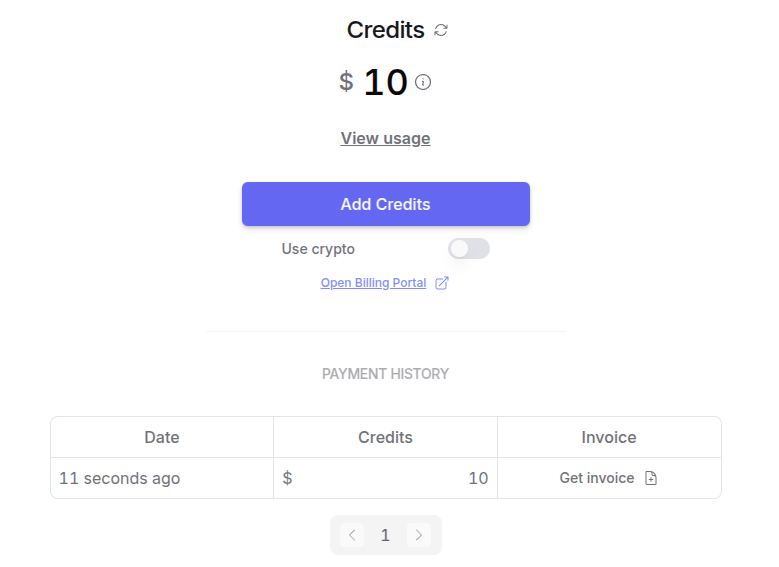 Credits
$ 10
View usage
Add Credits
Use crypto
Open Billing Portal
PAYMENT HISTORY
Date Credits Invoice
11 seconds ago $ 10 Get invoice
1